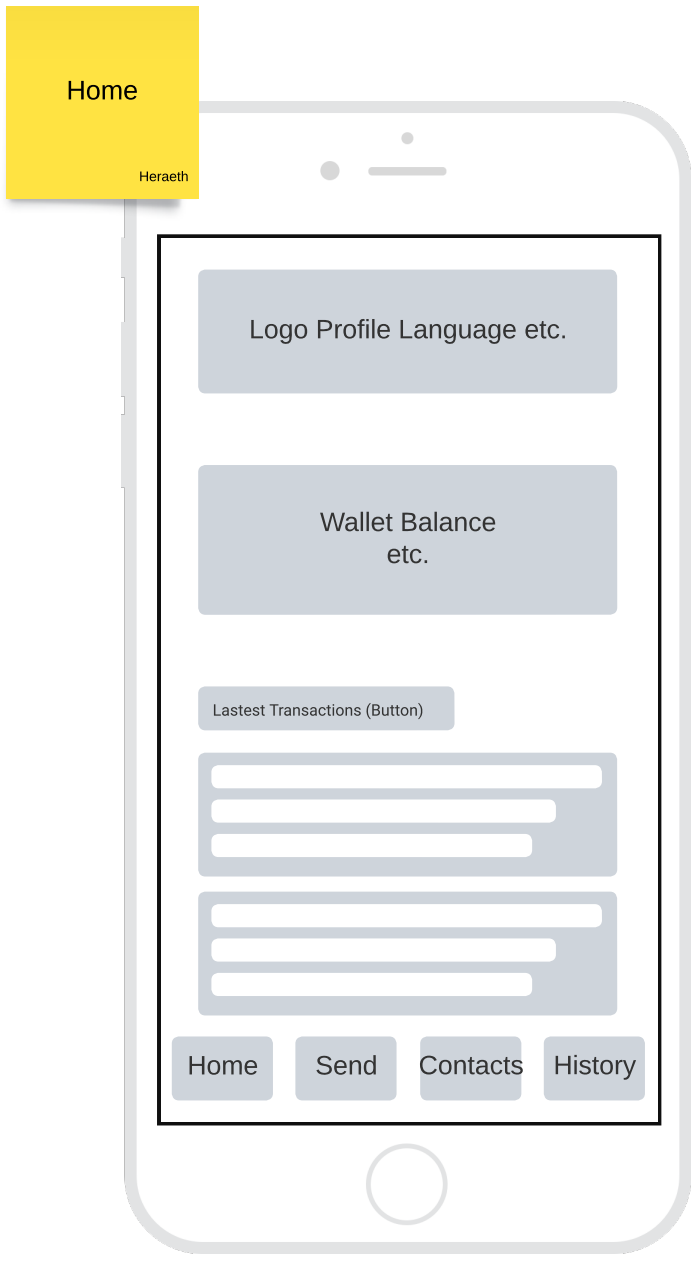 Home
Heraeth
Logo Profile Language etc.
Wallet Balance
etc.
Lastest Transactions (Button)
Home
Send
Contacts
History